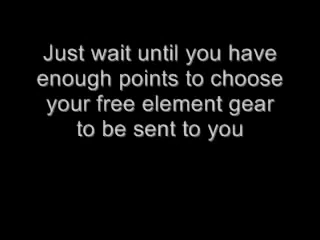 Just wait until you have
enough points to choose
your free element gear
to be sent to you